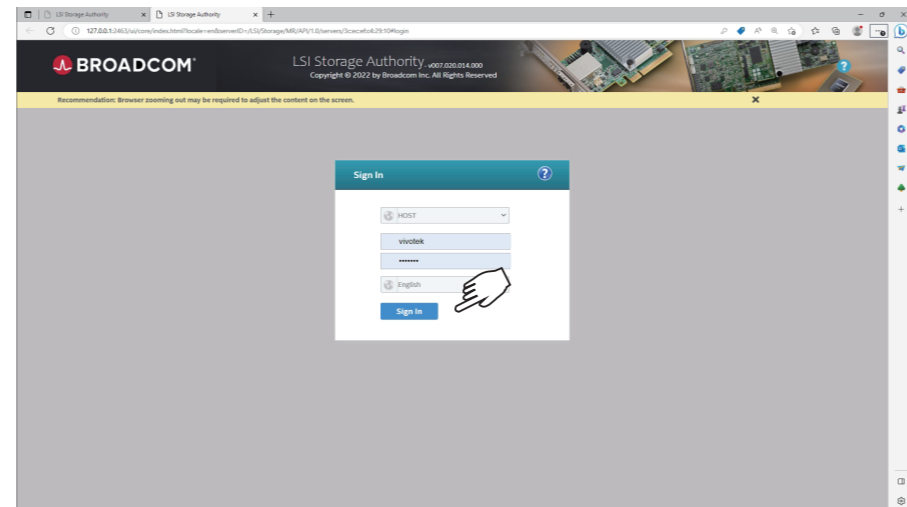 LSI Storage Authority
LSI Storage Authority
BROADCOM
LSI Storage Authority v007.020.014.000
Copyright © 2022 by Broadcom Inc. All Rights Reserved
Recommendation: Browser zooming out may be required to adjust the content on the screen.
Sign In
HOST
vivotek
English
Sign In